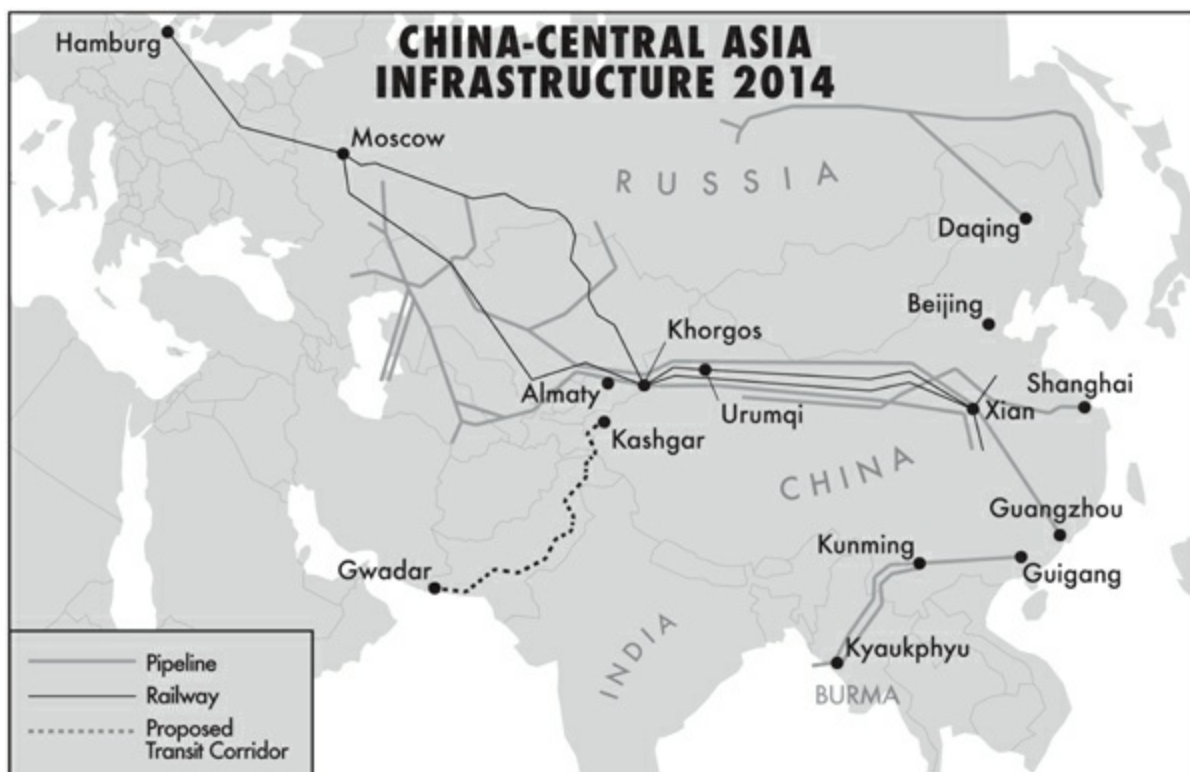 CHINA-CENTRAL ASIA
INFRASTRUCTURE 2014
Hamburg
Moscow
RUSSIA
Daqing
Beijing
Khorgos
Almaty
Urumqi
Xian
Shanghai
Kashgar
CHINA
Guangzhou
Kunming
Guigang
Gwadar
INDIA
Kyaukphyu
BURMA
Pipeline
Railway
Proposed
Transit Corridor